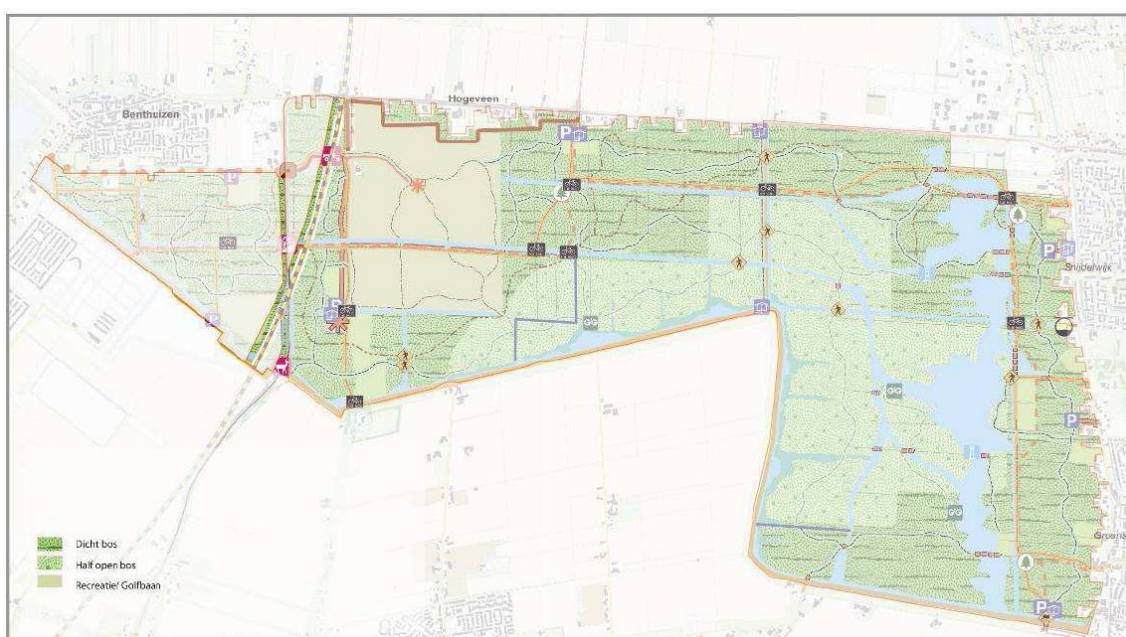 Hogeveen
Benthuizen
P
P
P
P
Snijdelwijk
P
P
P
Dicht bos
Half open bos
Recreatie/ Golfbaan
P